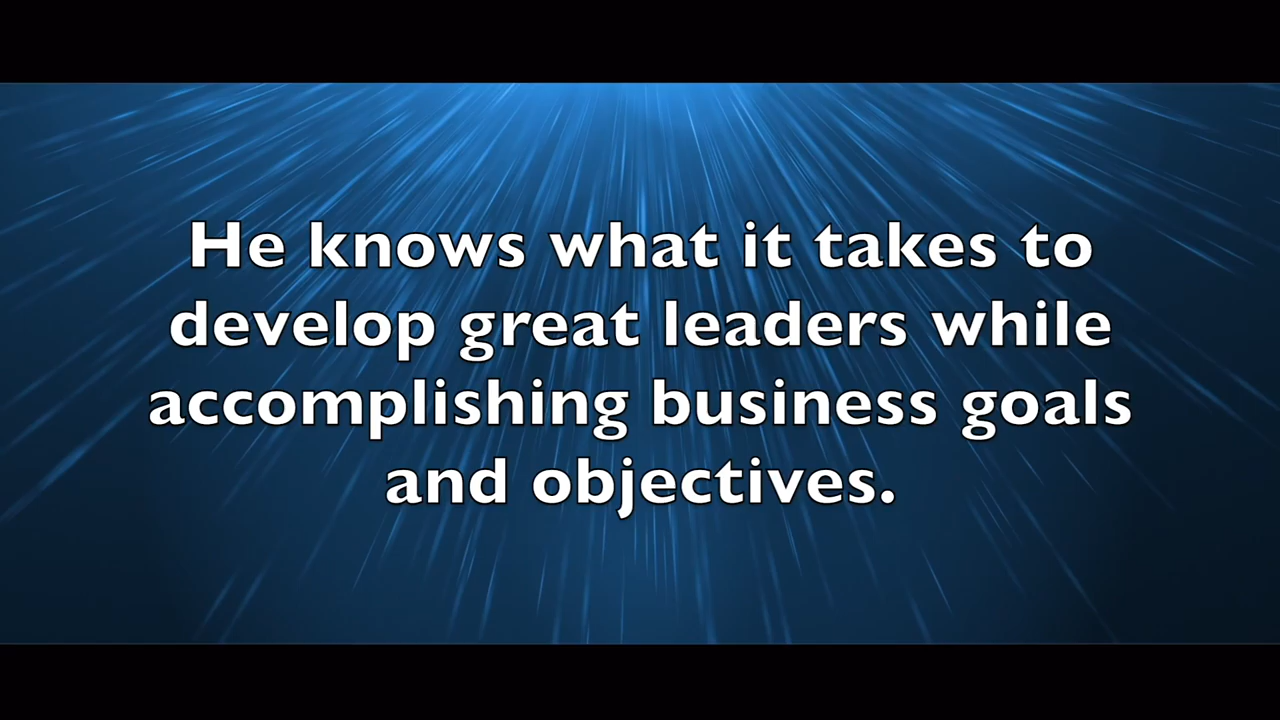 He knows what it takes to
develop great leaders while
accomplishing business goals
and objectives.